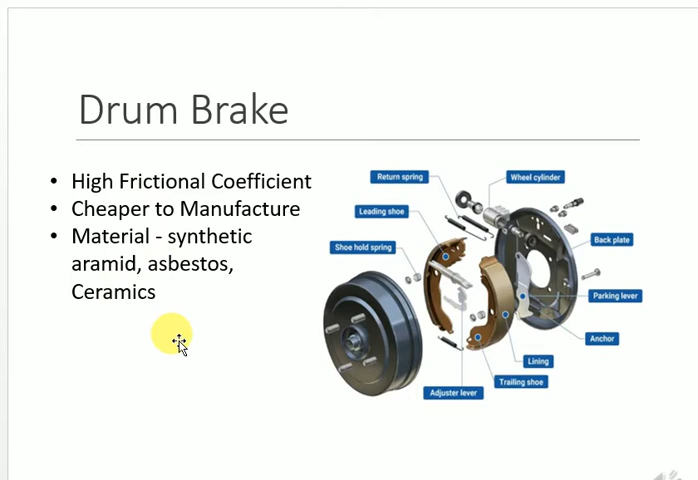 Drum Brake
• High Frictional Coefficient
• Cheaper to Manufacture
• Material - synthetic
aramid, asbestos,
Ceramics
Return spring
Wheel cylinder
Leading shoe
Shoe hold spring
Back plate
Parking lever
Anchor
Lining
Trailing shoe
Adjuster lever